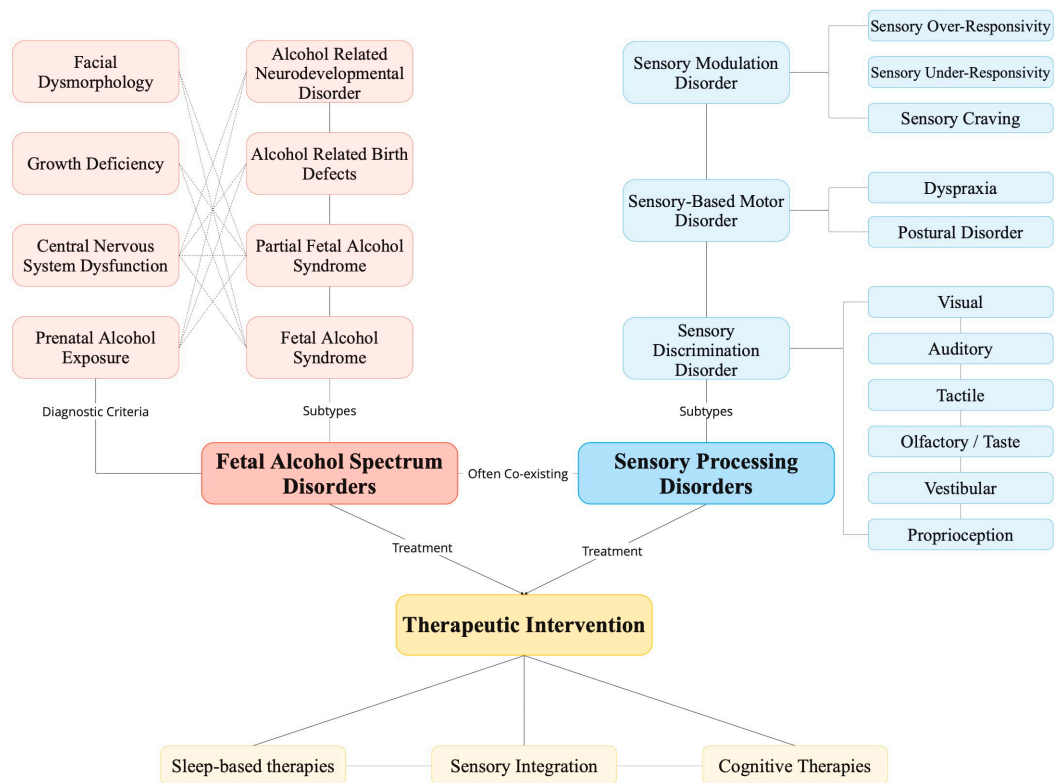 Facial
Dysmorphology
Growth Deficiency
Central Nervous
System Dysfunction
Prenatal Alcohol
Exposure
Alcohol Related
Neurodevelopmental
Disorder
Alcohol Related Birth
Defects
Partial Fetal Alcohol
Syndrome
Fetal Alcohol
Syndrome
Diagnostic Criteria
Subtypes
Fetal Alcohol Spectrum
Disorders
Often Co-existing
Sensory Modulation
Disorder
Sensory-Based Motor
Disorder
Sensory
Discrimination
Disorder
Subtypes
Sensory Processing
Disorders
Sensory Over-Responsivity
Sensory Under-Responsivity
Sensory Craving
Dyspraxia
Postural Disorder
Visual
Auditory
Tactile
Olfactory / Taste
Vestibular
Proprioception
Treatment
Treatment
Therapeutic Intervention
Sleep-based therapies
Sensory Integration
Cognitive Therapies